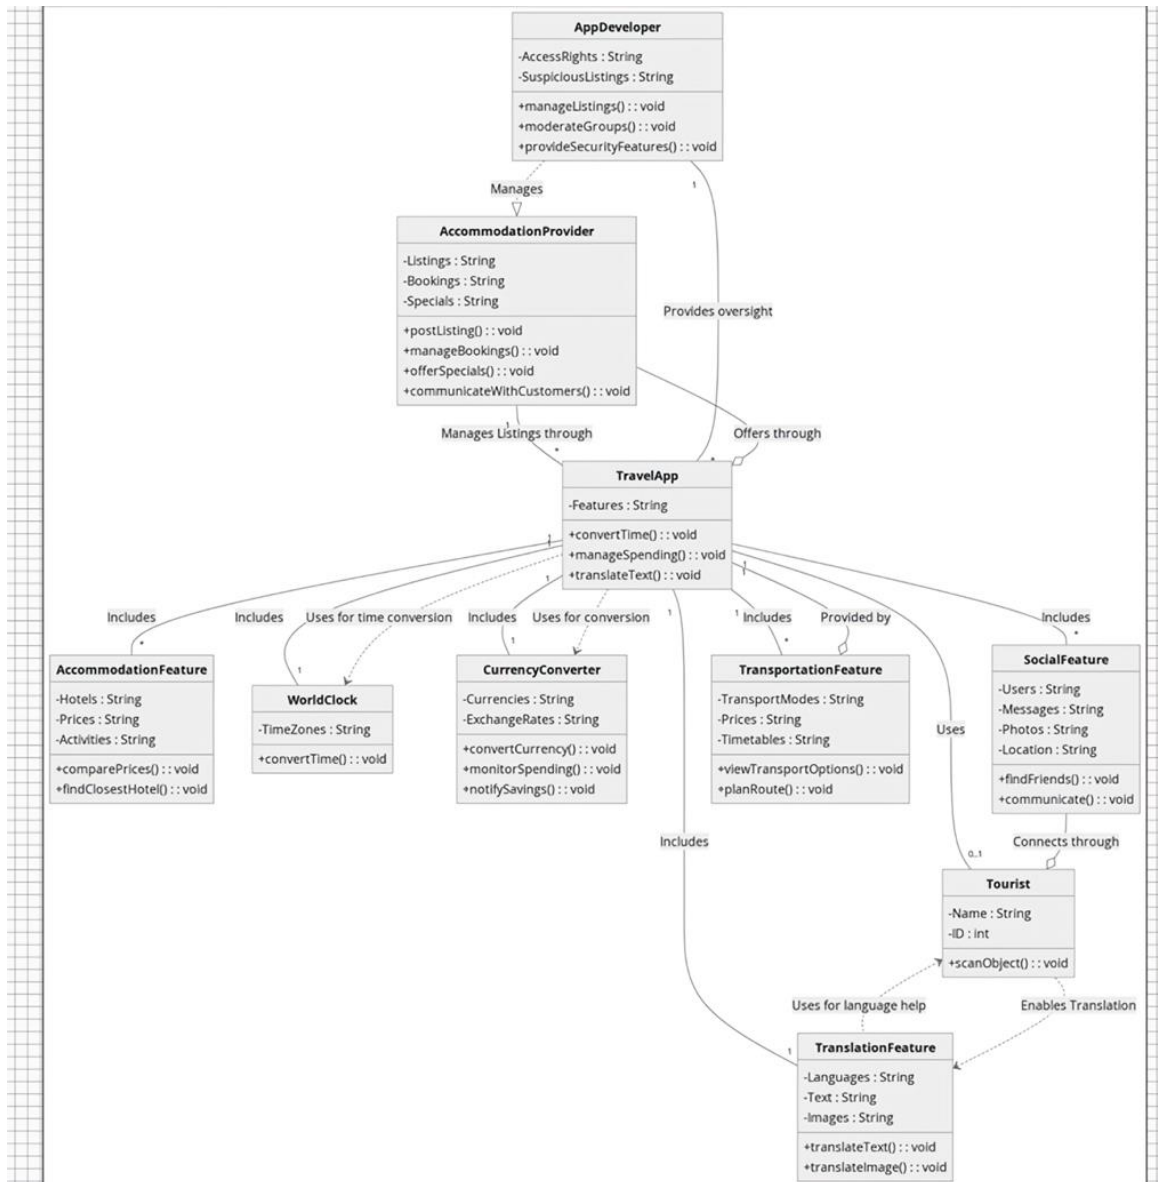 AppDeveloper
-AccessRights : String
-SuspiciousListings : String
+manageListings() : : void
+moderateGroups() : : void
+provideSecurityFeatures() : : void
Manages
1
AccommodationProvider
-Listings : String
-Bookings : String
-Specials : String
+postListing() : : void
+manageBookings() : : void
+offerSpecials() : : void
+communicateWithCustomers() : : void
Provides oversight
1
Manages Listings through
Offers through
*
*
TravelApp
-Features : String
+convertTime() : : void
+manageSpending() : : void
+translateText() : : void
1
1
1
1
1
Includes
Includes
Uses for time conversion
Includes
Uses for conversion
1
Includes
Provided by
Includes
*
1
1
*
*
AccommodationFeature
-Hotels : String
-Prices : String
-Activities : String
+comparePrices() : : void
+findClosestHotel() : : void
WorldClock
-TimeZones : String
+convertTime() : : void
CurrencyConverter
-Currencies : String
-ExchangeRates : String
+convertCurrency() : : void
+monitorSpending() : : void
+notifySavings() : : void
TransportationFeature
-TransportModes : String
-Prices : String
-Timetables : String
+viewTransportOptions() : : void
+planRoute() : : void
SocialFeature
-Users : String
-Messages : String
-Photos : String
-Location : String
+findFriends() : : void
+communicate() : : void
Uses
Includes
Connects through
0..1
Tourist
-Name : String
-ID : int
+scanObject() : : void
Uses for language help
Enables Translation
1
TranslationFeature
-Languages : String
-Text : String
-Images : String
+translateText() : : void
+translateImage() : : void